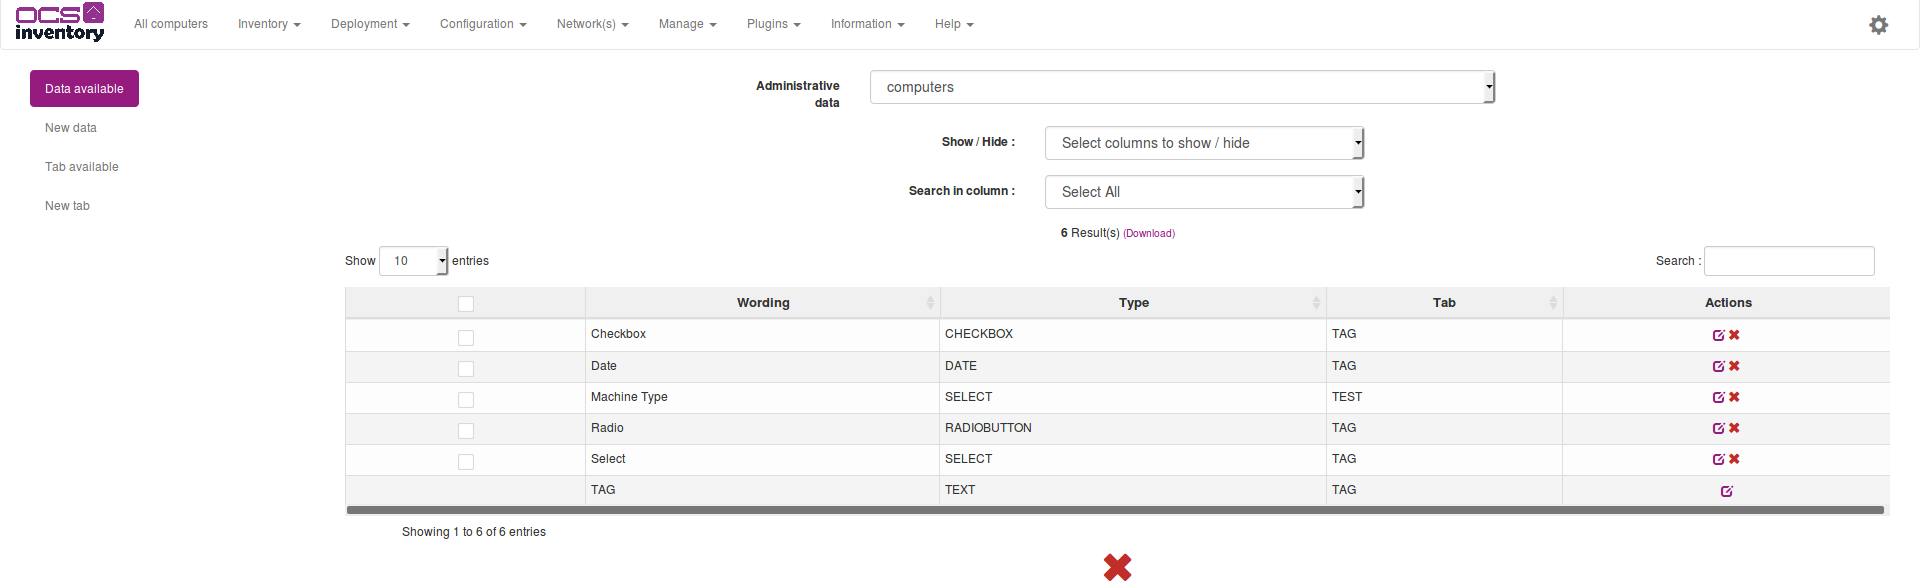 OCS
inventory
All computers Inventory Deployment Configuration Network(s) Manage Plugins Information Help
Data available
New data
Tab available
New tab
Administrative
data
computers
Show / Hide : Select columns to show / hide
Search in column : Select All
6 Result(s) (Download)
Show 10 entries Search :
Wording Type Tab Actions
Checkbox CHECKBOX TAG
Date DATE TAG
Machine Type SELECT TEST
Radio RADIOBUTTON TAG
Select SELECT TAG
TAG TEXT TAG
Showing 1 to 6 of 6 entries